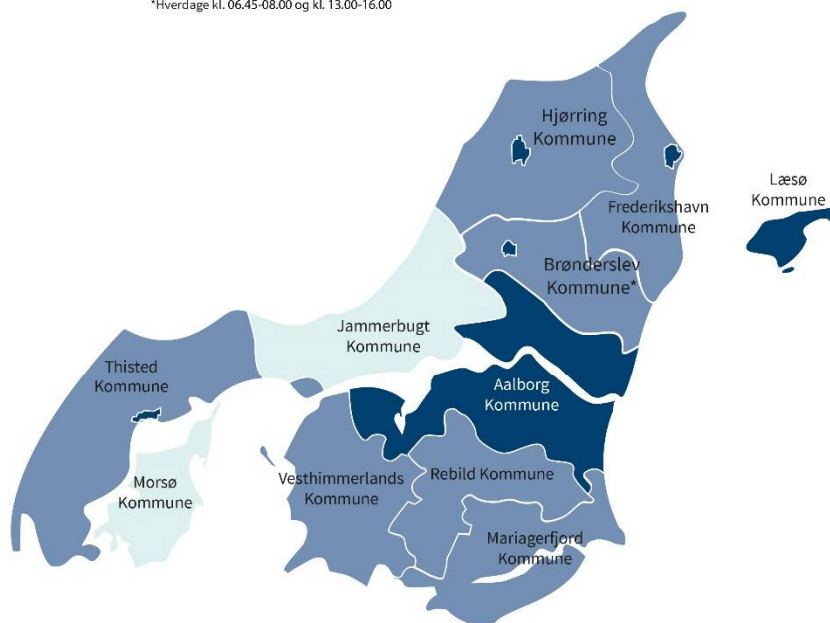 *Hverdage kl. 06.45-08.00 og kl. 13.00-16.00
Hjørring
Kommune
Læsø
Kommune
Frederikshavn
Kommune
Brønderslev
Kommune*
Jammerbugt
Kommune
Thisted
Kommune
Aalborg
Kommune
Morsø
Kommune
Vesthimmerlands
Kommune
Rebild Kommune
Mariagerfjord
Kommune